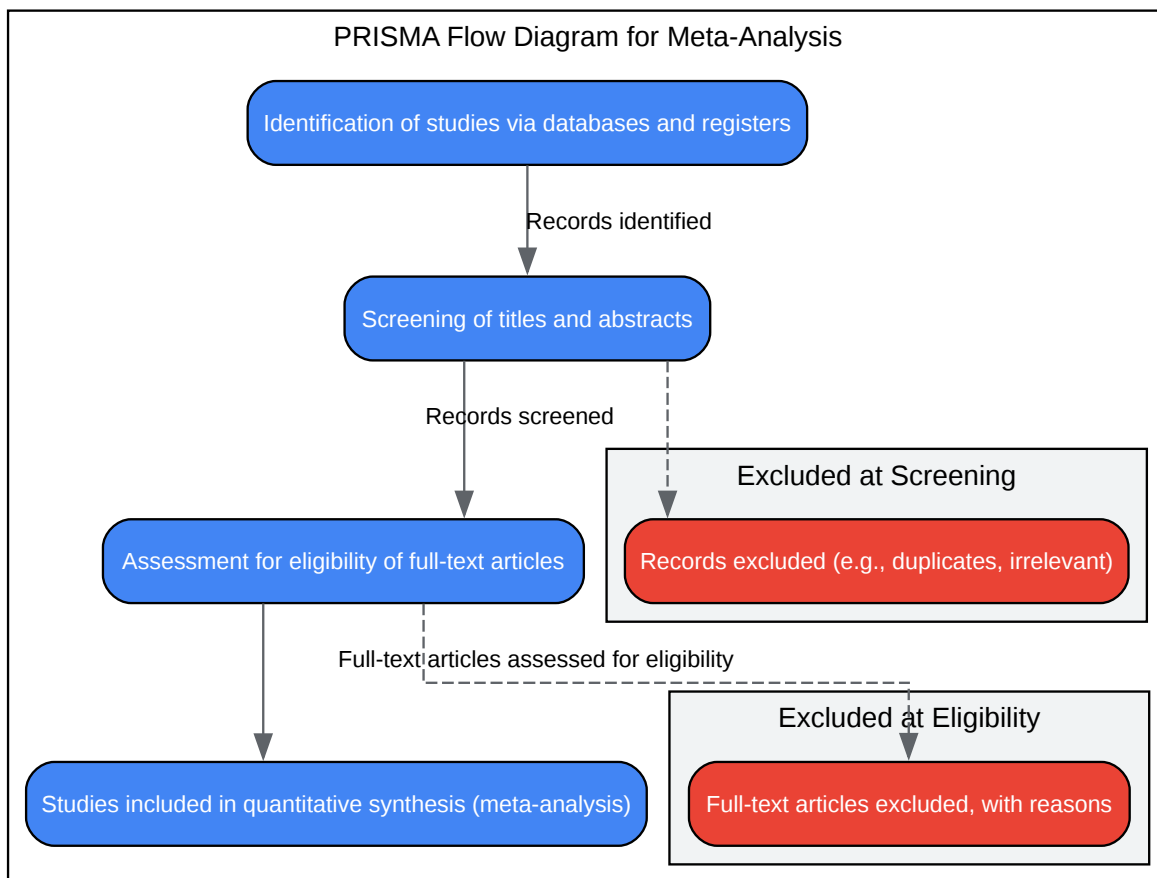 PRISMA Flow Diagram for Meta-Analysis
Identification of studies via databases and registers
Records identified
Screening of titles and abstracts
Records screened
Excluded at Screening
Assessment for eligibility of full-text articles
Records excluded (e.g., duplicates, irrelevant)
Full-text articles assessed for eligibility
Excluded at Eligibility
Studies included in quantitative synthesis (meta-analysis)
Full-text articles excluded, with reasons